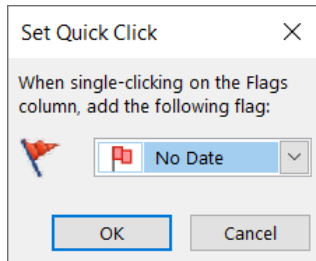 Set Quick Click
When single-clicking on the Flags
column, add the following flag:
No Date
OK
Cancel